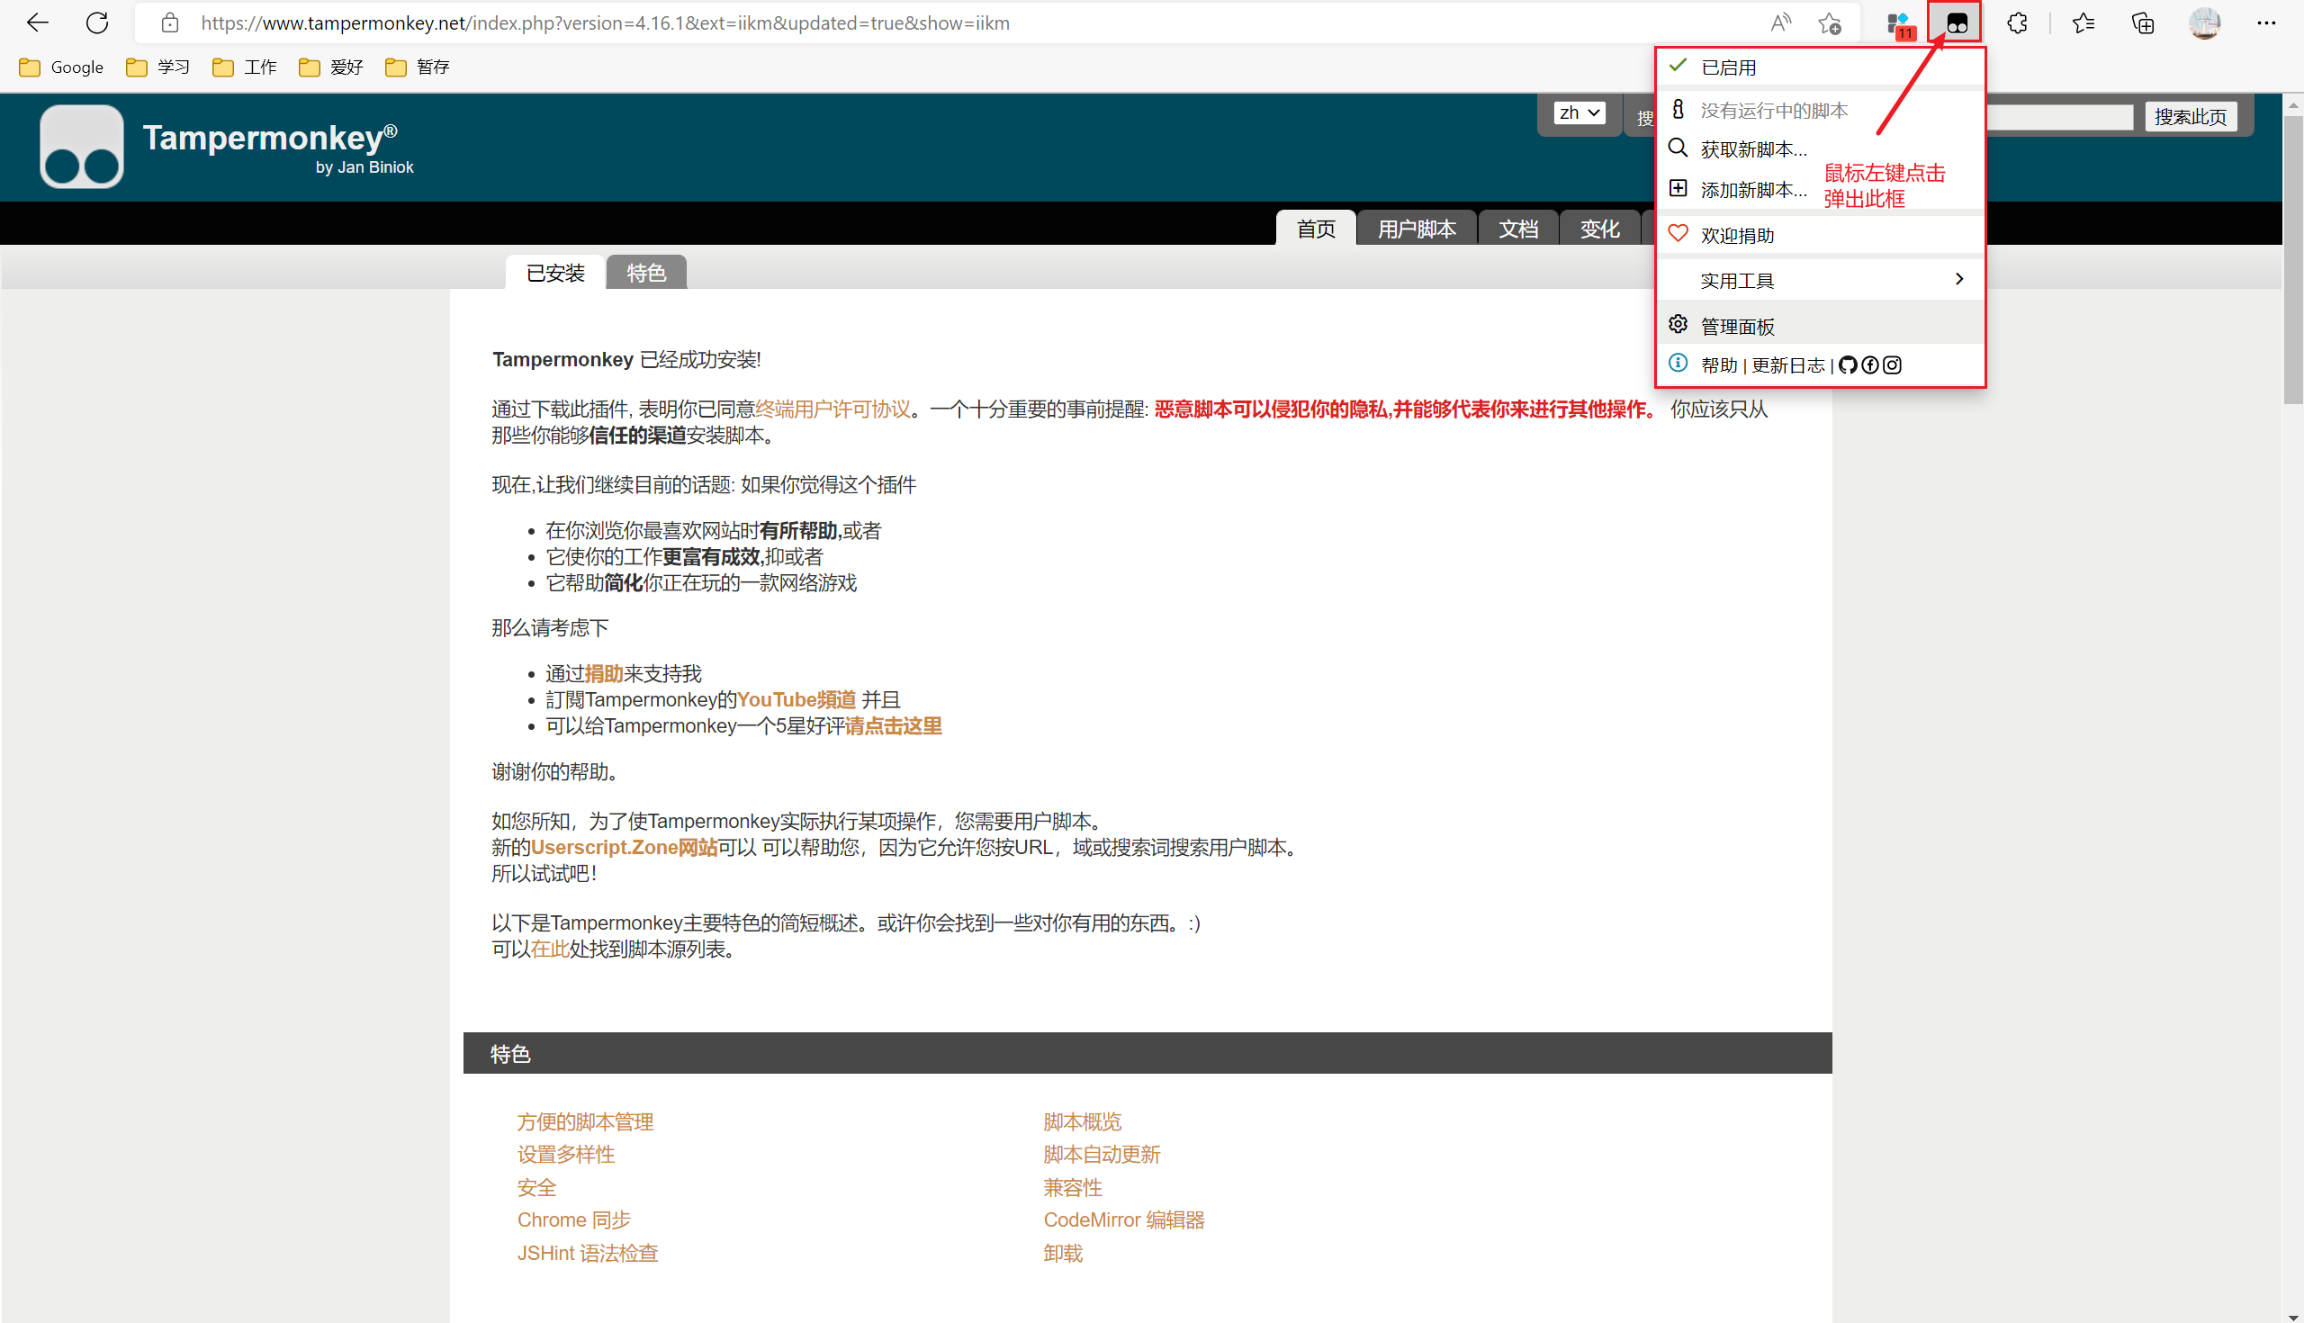 https://www.tampermonkey.net/index.php?version=4.16.1&ext=iikm&updated=true&show=iikm
11
Google 学习 工作 爱好 暂存
Tampermonkey®
by Jan Biniok
zh
搜
搜索此页
已启用
没有运行中的脚本
获取新脚本...
添加新脚本...
鼠标左键点击
弹出此框
欢迎捐助
实用工具
管理面板
帮助 | 更新日志 |
首页 用户脚本 文档 变化
已安装 特色
Tampermonkey 已经成功安装!
通过下载此插件, 表明你已同意终端用户许可协议。一个十分重要的事前提醒: 恶意脚本可以侵犯你的隐私,并能够代表你来进行其他操作。 你应该只从
那些你能够信任的渠道安装脚本。
现在,让我们继续目前的话题: 如果你觉得这个插件
• 在你浏览你最喜欢网站时有所帮助,或者
• 它使你的工作更富有成效,抑或者
• 它帮助简化你正在玩的一款网络游戏
那么请考虑下
• 通过捐助来支持我
• 訂閱Tampermonkey的YouTube頻道 并且
• 可以给Tampermonkey一个5星好评请点击这里
谢谢你的帮助。
如您所知，为了使Tampermonkey实际执行某项操作，您需要用户脚本。
新的Userscript.Zone网站可以 可以帮助您，因为它允许您按URL，域或搜索词搜索用户脚本。
所以试试吧！
以下是Tampermonkey主要特色的简短概述。或许你会找到一些对你有用的东西。:)
可以在此处找到脚本源列表。
特色
方便的脚本管理 脚本概览
设置多样性 脚本自动更新
安全 兼容性
Chrome 同步 CodeMirror 编辑器
JSHint 语法检查 卸载